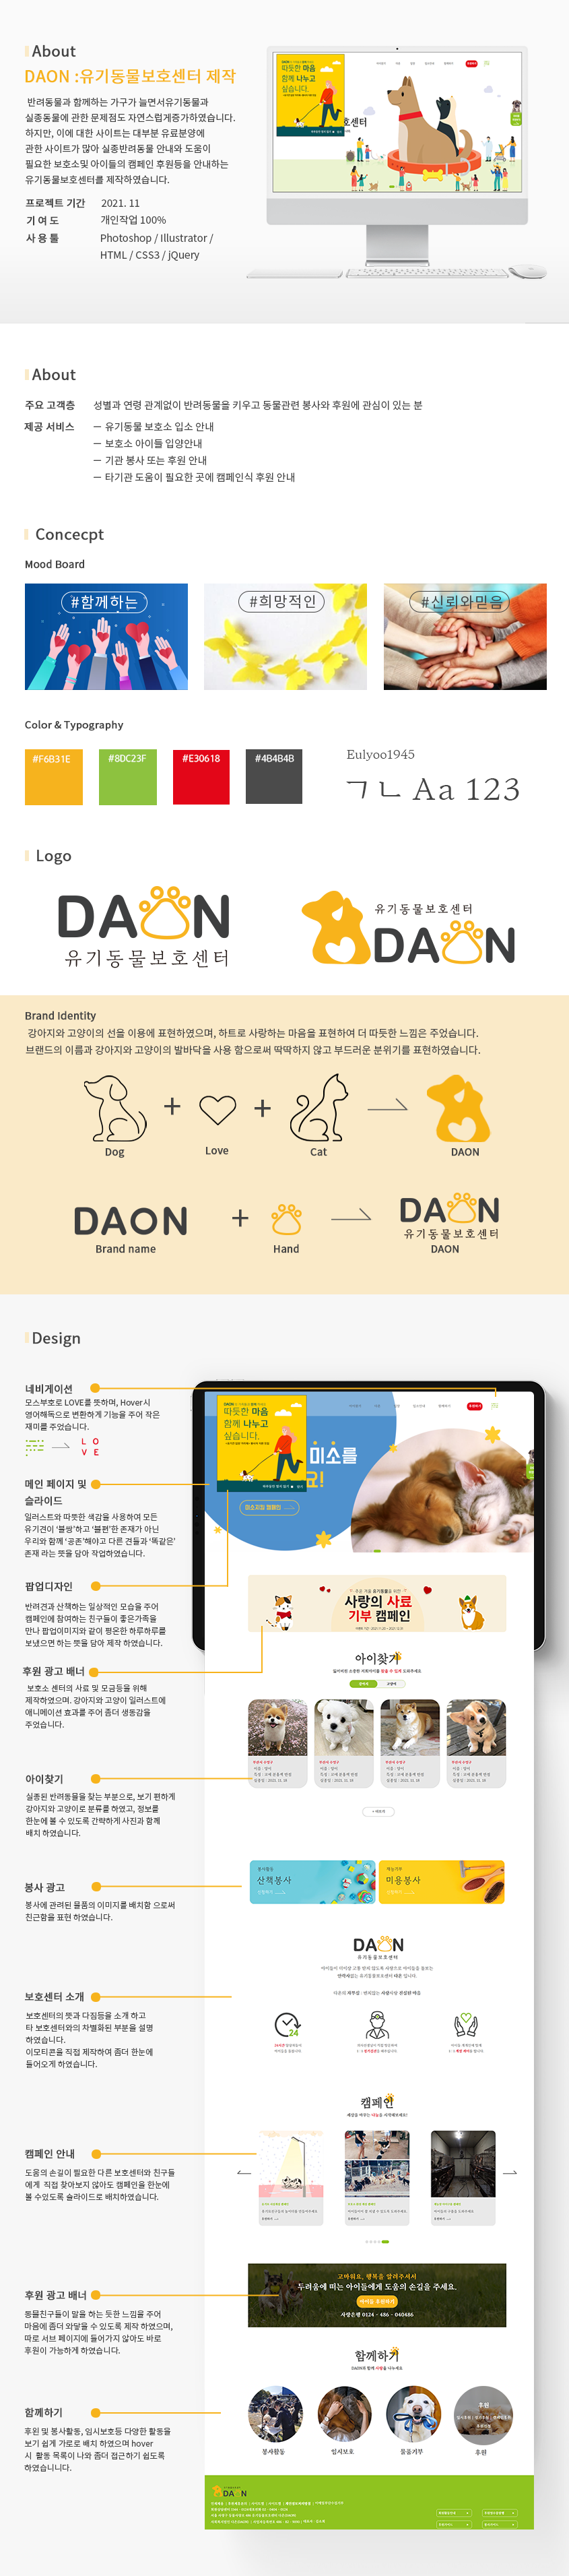 About
DAON :유기동물보호센터 제작
반려동물과 함께하는 가구가 늘면서유기동물과
실종동물에 관한 문제점도 자연스럽게증가하였습니다.
하지만, 이에 대한 사이트는 대부분 유료분양에
관한 사이트가 많아 실종반려동물 안내와 도움이
필요한 보호소및 아이들의 캠페인 후원등을 안내하는
유기동물보호센터를 제작하였습니다.
프로젝트 기간 2021. 11
기 여 도 개인작업 100%
사 용 툴 Photoshop / Illustrator /
HTML / CSS3 / jQuery
따뜻한 마음
함께 나누고
싶습니다.
호센터
About
주요 고객층 성별과 연령 관계없이 반려동물을 키우고 동물관련 봉사와 후원에 관심이 있는 분
제공 서비스 ー 유기동물 보호소 입소 안내
ー 보호소 아이들 입양안내
ー 기관 봉사 또는 후원 안내
ー 타기관 도움이 필요한 곳에 캠페인식 후원 안내
Concecpt
Mood Board
#함께하는
#희망적인
#신뢰와믿음
Color & Typography
#F6B31E
#8DC23F
#E30618
#4B4B4B
Eulyoo1945
ㄱㄴ Aa 123
Logo
DAON
유기동물보호센터
유기동물보호센터
DAON
Brand Identity
강아지와 고양이의 선을 이용에 표현하였으며, 하트로 사랑하는 마음을 표현하여 더 따뜻한 느낌은 주었습니다.
브랜드의 이름과 강아지와 고양이의 발바닥을 사용 함으로써 딱딱하지 않고 부드러운 분위기를 표현하였습니다.
Dog
Love
Cat
DAON
DAON
DAON
유기동물보호센터
Brand name
Hand
DAON
Design
네비게이션
모스부호로 LOVE를 뜻하며, Hover시
영어해독으로 변환하게 기능을 주어 작은
재미를 주었습니다.
L O
V E
메인 페이지 및
슬라이드
일러스트와 따뜻한 색감을 사용하여 모든
유기견이 '불쌍'하고 '불편'한 존재가 아닌
우리와 함께 '공존'해야고 다른 견들과 '똑같은'
존재 라는 뜻을 담아 작업하였습니다.
팝업디자인
반려견과 산책하는 일상적인 모습을 주어
캠페인에 참여하는 친구들이 좋은가족을
만나 팝업이미지와 같이 평온한 하루하루를
보냈으면 하는 뜻을 담아 제작 하였습니다.
후원 광고 배너
보호소 센터의 사료 및 모금등을 위해
제작하였으며, 강아지와 고양이 일러스트에
애니메이션 효과를 주어 좀더 생동감을
주었습니다.
아이찾기
실종된 반려동물을 찾는 부분으로, 보기 편하게
강아지와 고양이로 분류를 하였고, 정보를
한눈에 볼 수 있도록 간략하게 사진과 함께
배치 하였습니다.
봉사 광고
봉사에 관련된 물품의 이미지를 배치함 으로써
친근함을 표현 하였습니다.
보호센터 소개
보호센터의 뜻과 다짐등을 소개 하고
타 보호센터와의 차별화된 부분을 설명
하였습니다.
이모티콘을 직접 제작하여 좀더 한눈에
들어오게 하였습니다.
캠페인 안내
도움의 손길이 필요한 다른 보호센터와 친구들
에게 직접 찾아보지 않아도 캠페인을 한눈에
볼 수있도록 슬라이드로 배치하였습니다.
후원 광고 배너
동물친구들이 말을 하는 듯한 느낌을 주어
마음에 좀더 와닿을 수 있도록 제작 하였으며,
따로 서브 페이지에 들어가지 않아도 바로
후원이 가능하게 하였습니다.
함께하기
후원 및 봉사활동, 임시보호등 다양한 활동을
보기 쉽게 가로로 배치 하였으며 hover
시 활동 목록이 나와 좀더 접근하기 쉽도록
하였습니니다.
따뜻한 마음
함께 나누고
싶습니다.
미소를
요!
사랑의 사료
기부 캠페인
아이찾기
산책봉사
미용봉사
DAON
유기동물보호센터
24
캠페인
고마워요, 행복을 알려주셔서
두려움에 떠는 아이들에게 도움의 손길을 주세요.
아이들 후원하기
사랑은행 0124 - 486 - 040486
함께하기
DAON과 함께 사랑을 나누세요
봉사활동
임시보호
물품기부
후원
후원
DAON